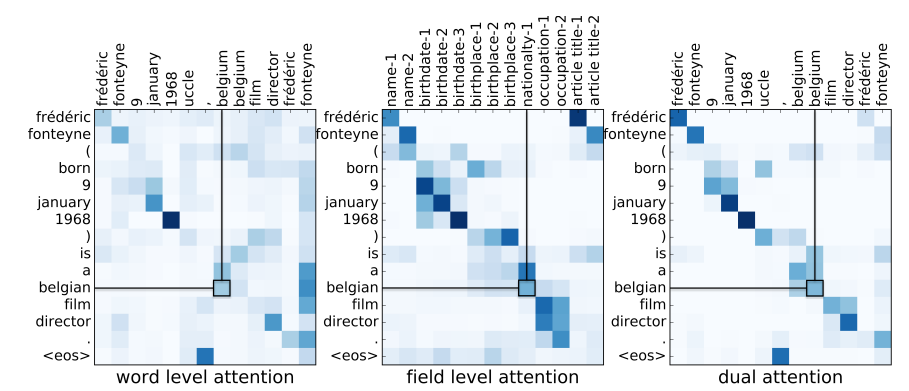 frédéric
fonteyne
9
january
1968
uccle
,
belgium
belgium
film
director
frédéric
fonteyne
name-1
name-2
birthdate-1
birthdate-2
birthdate-3
birthplace-1
birthplace-2
birthplace-3
nationalty-1
occupation-1
occupation-2
article title-1
article title-2
frédéric
fonteyne
9
january
1968
uccle
,
belgium
belgium
film
director
frédéric
fonteyne
frédéric
fonteyne
(
born
9
january
1968
)
is
a
belgian
film
director
.
<eos>
frédéric
fonteyne
(
born
9
january
1968
)
is
a
belgian
film
director
.
<eos>
frédéric
fonteyne
(
born
9
january
1968
)
is
a
belgian
film
director
.
<eos>
word level attention
field level attention
dual attention